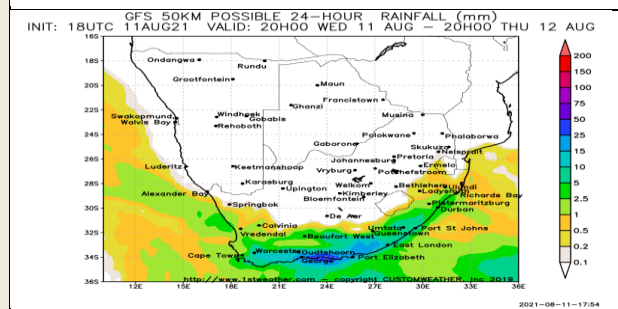 GFS 50KM POSSIBLE 24-HOUR RAINFALL (mm)
INIT: 18UTC 11AUG21 VALID: 20H00 WED 11 AUG - 20H00 THU 12 AUG
16S
18S
20S
22S
24S
26S
28S
30S
32S
34S
36S
Ondangwa
Rundu
Grootfontein
Maun
Francistown
Ghanzi
Swakopmund
Windhoek
Gobabis
Walvis Bay
Rehoboth
Musina
Polokwane
Phalaborwa
Gaborone
Skukuza
Nelspruit
Pretoria
Johannesburg
Ermelo
Luderitz
Keetmanshoop
Vryburg
Potchefstroom
Karasburg
Upington
Welkom
Bethlehem
Ulundi
Alexander Bay
Kimberley
Ladysmith
Richards Bay
Springbok
Bloemfontein
Pietermaritzburg
De Aar
Durban
Calvinia
Umtata
Port St Johns
Vredendal
Beaufort West
Queenstown
East London
Worcester
Oudtshoorn
Cape Town
George
Port Elizabeth
http://www.1stweather.com - copyright CUSTOMWEATHER, Inc 2019
12E 15E 18E 21E 24E 27E 30E 33E 36E
200
150
100
75
50
25
15
10
5
2.5
1
0.5
0.2
0.1
2021-08-11-17:54